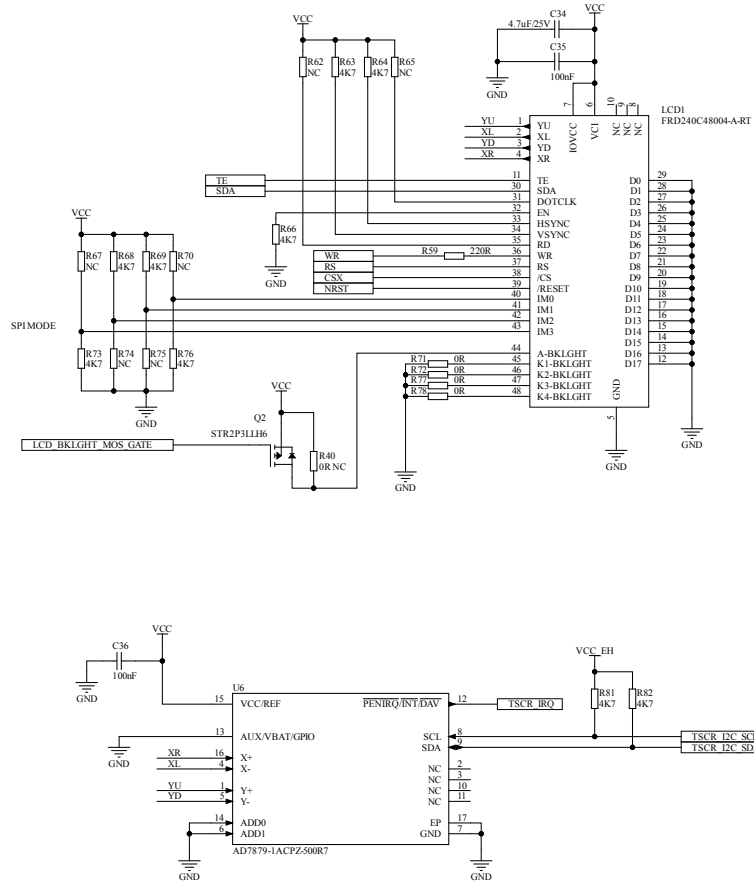 VCC
C34
4.7uF/25V
C35
100nF
GND
VCC
R62
NC
R63
4K7
R64
4K7
R65
NC
LCD1
FRD240C48004-A-RT
7
6
10
9
8
IOVCC
VCI
NC
NC
NC
YU 1 YU
XL 2 XL
YD 3 YD
XR 4 XR
TE 11 TE
SDA 30 SDA
31 DOTCLK
32 EN
33 HSYNC
34 VSYNC
35 RD
WR R59 220R 36 WR
RS 37 RS
CSX 38 /CS
NRST 39 /RESET
40 IM0
41 IM1
42 IM2
43 IM3
44 A-BKLGHT
R71 0R 45 K1-BKLGHT
R72 0R 46 K2-BKLGHT
R77 0R 47 K3-BKLGHT
R78 0R 48 K4-BKLGHT
D0 29
D1 28
D2 27
D3 26
D4 25
D5 24
D6 23
D7 22
D8 21
D9 20
D10 19
D11 18
D12 17
D13 16
D14 15
D15 14
D16 13
D17 12
GND
5
GND
GND
GND
R66
4K7
GND
VCC
R67
NC
R68
4K7
R69
4K7
R70
NC
SPI MODE
R73
4K7
R74
NC
R75
NC
R76
4K7
GND
VCC
Q2
STR2P3LLH6
R40
0R NC
LCD_BKLGHT_MOS_GATE
VCC
C36
100nF
GND
U6
15 VCC/REF
13 AUX/VBAT/GPIO
GND
XR 16 X+
XL 4 X-
YU 1 Y+
YD 5 Y-
14 ADD0
6 ADD1
GND
PENIRQ/INT/DAV 12 TSCR_IRQ
SCL 8
SDA 9
NC 2
NC 3
NC 10
NC 11
EP 17
GND 7
GND
AD7879-1ACPZ-500R7
VCC_EH
R81
4K7
R82
4K7
TSCR_I2C_SCL
TSCR_I2C_SDA